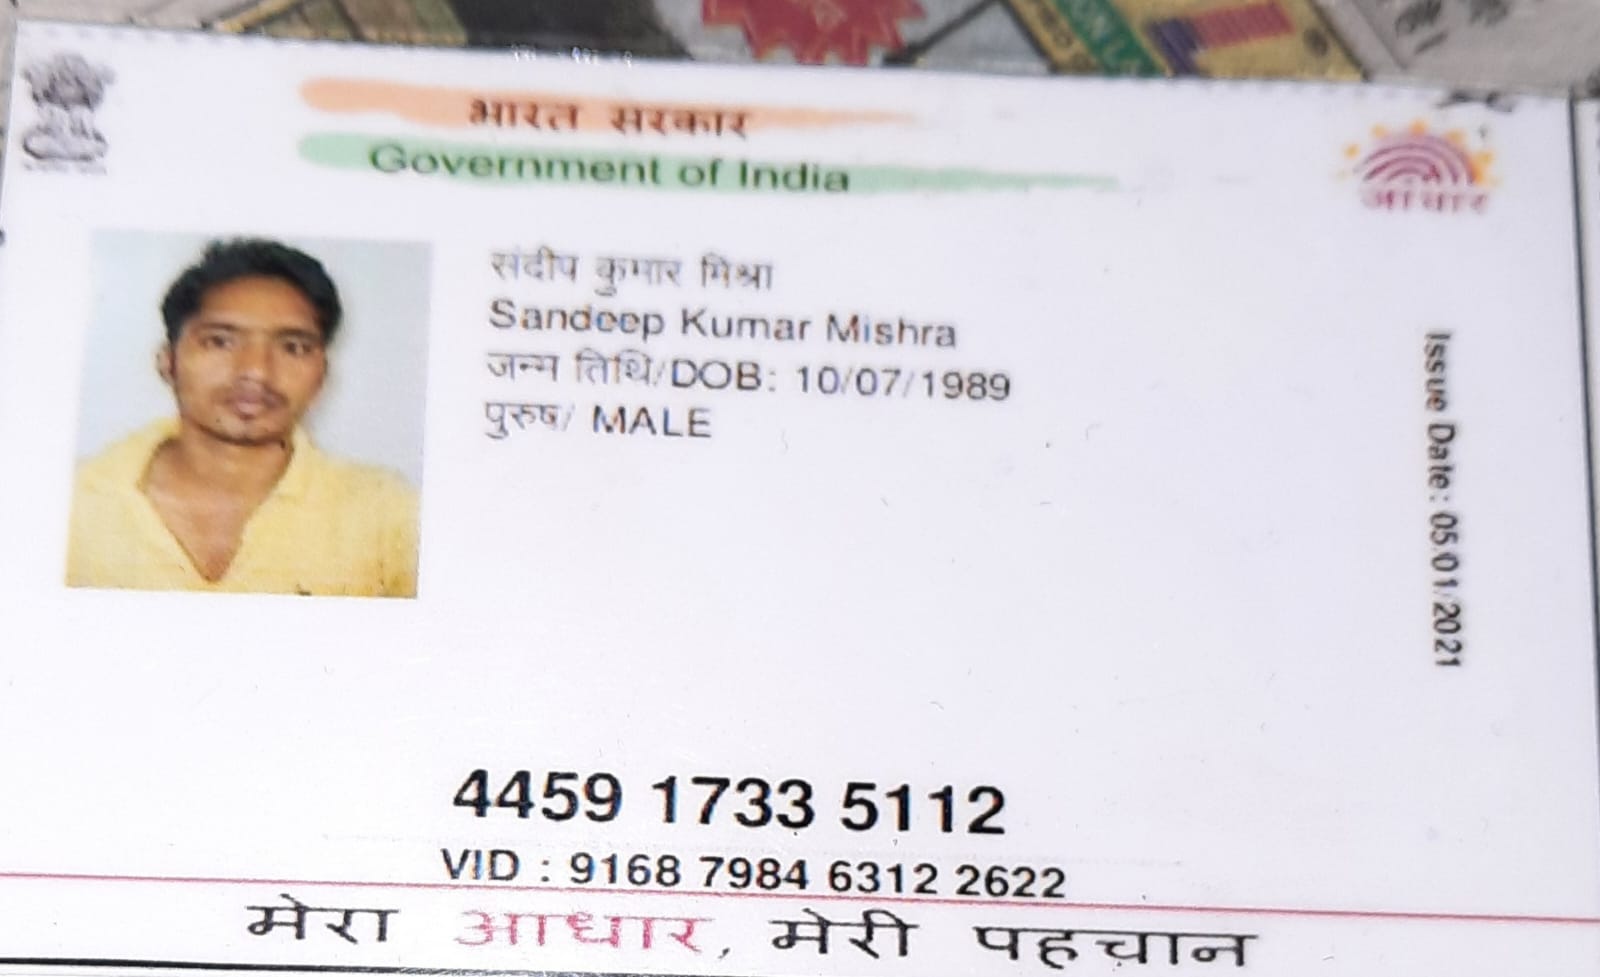 भारत सरकार
Government of India
आधार
संदीप कुमार मिश्रा
Sandeep Kumar Mishra
जन्म तिथि/DOB: 10/07/1989
पुरुष/ MALE
Issue Date: 05/01/2021
4459 1733 5112
VID : 9168 7984 6312 2622
मेरा आधार, मेरी पहचान